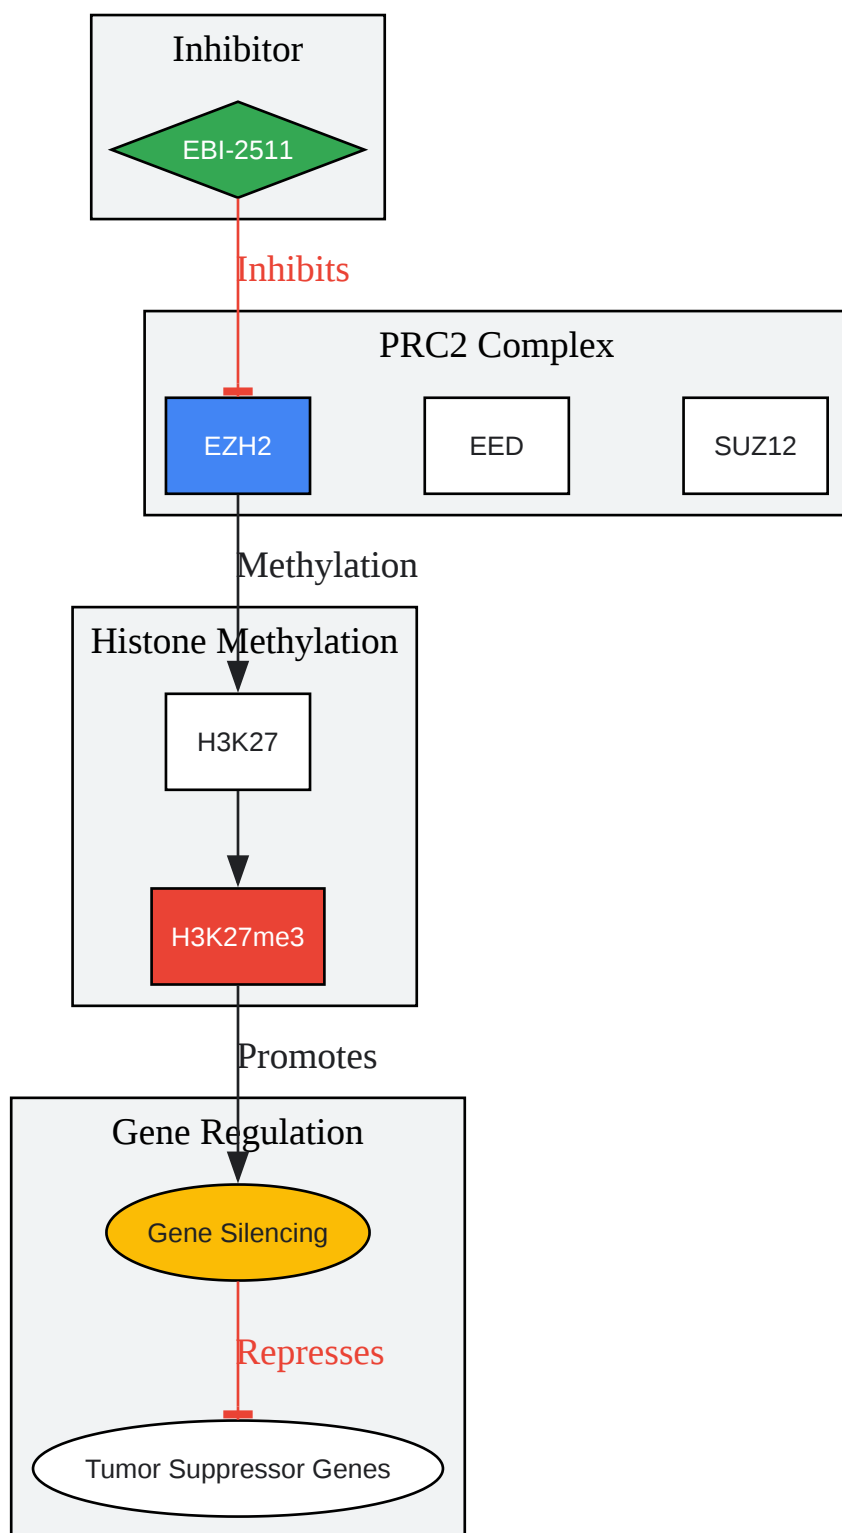 Inhibitor
EBI-2511
Inhibits
PRC2 Complex
EZH2
EED
SUZ12
Methylation
Histone Methylation
H3K27
H3K27me3
Promotes
Gene Regulation
Gene Silencing
Represses
Tumor Suppressor Genes